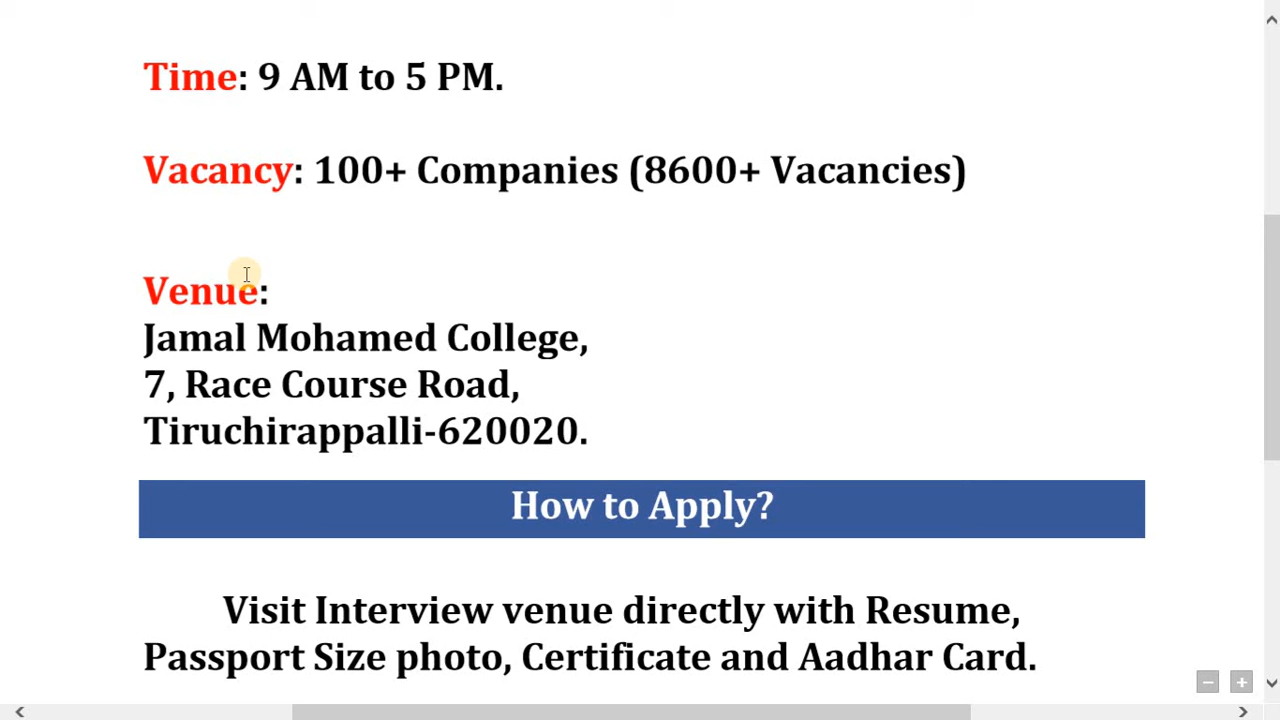 Time: 9 AM to 5 PM.
Vacancy: 100+ Companies (8600+ Vacancies)
Venue:
Jamal Mohamed College,
7, Race Course Road,
Tiruchirappalli-620020.
How to Apply?
Visit Interview venue directly with Resume,
Passport Size photo, Certificate and Aadhar Card.